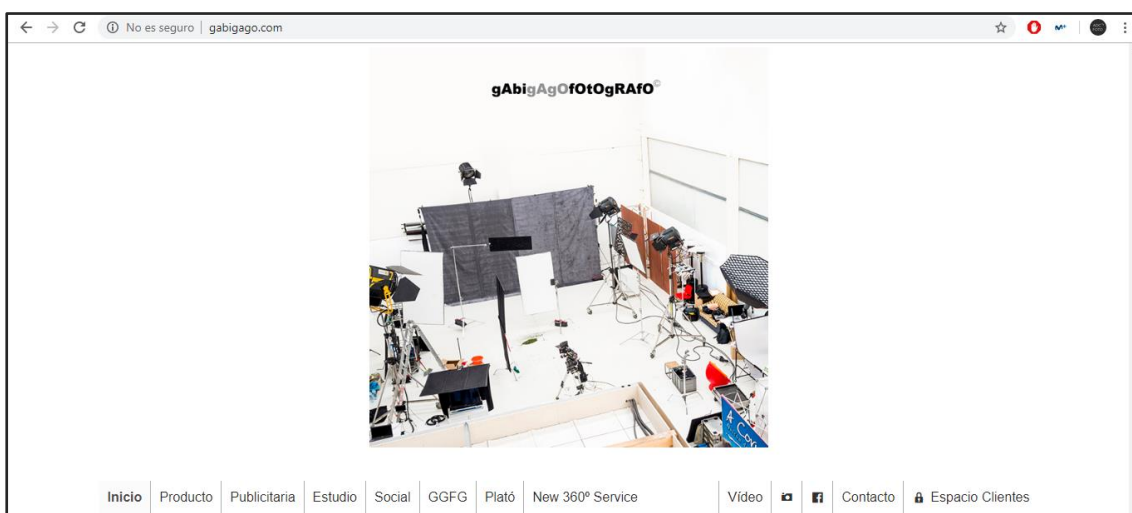 No es seguro | gabigago.com
gAbigAgOfOtOgRAfO©
A Cor
Inicio Producto Publicitaria Estudio Social GGFG Plató New 360º Service Vídeo Contacto Espacio Clientes